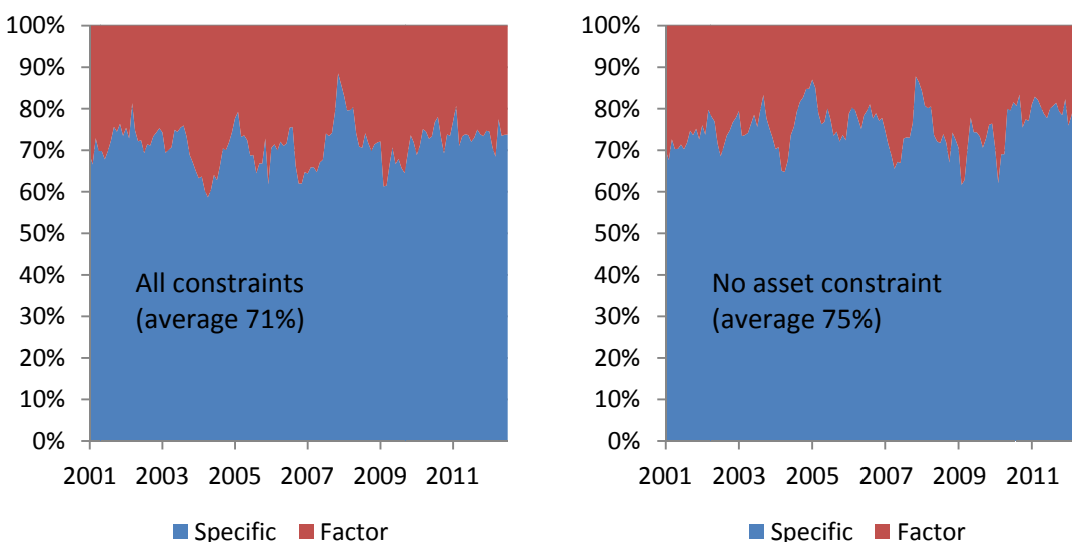 100%
90%
80%
70%
60%
50%
40%
30%
20%
10%
0%
All constraints
(average 71%)
2001 2003 2005 2007 2009 2011
Specific Factor
100%
90%
80%
70%
60%
50%
40%
30%
20%
10%
0%
No asset constraint
(average 75%)
2001 2003 2005 2007 2009 2011
Specific Factor